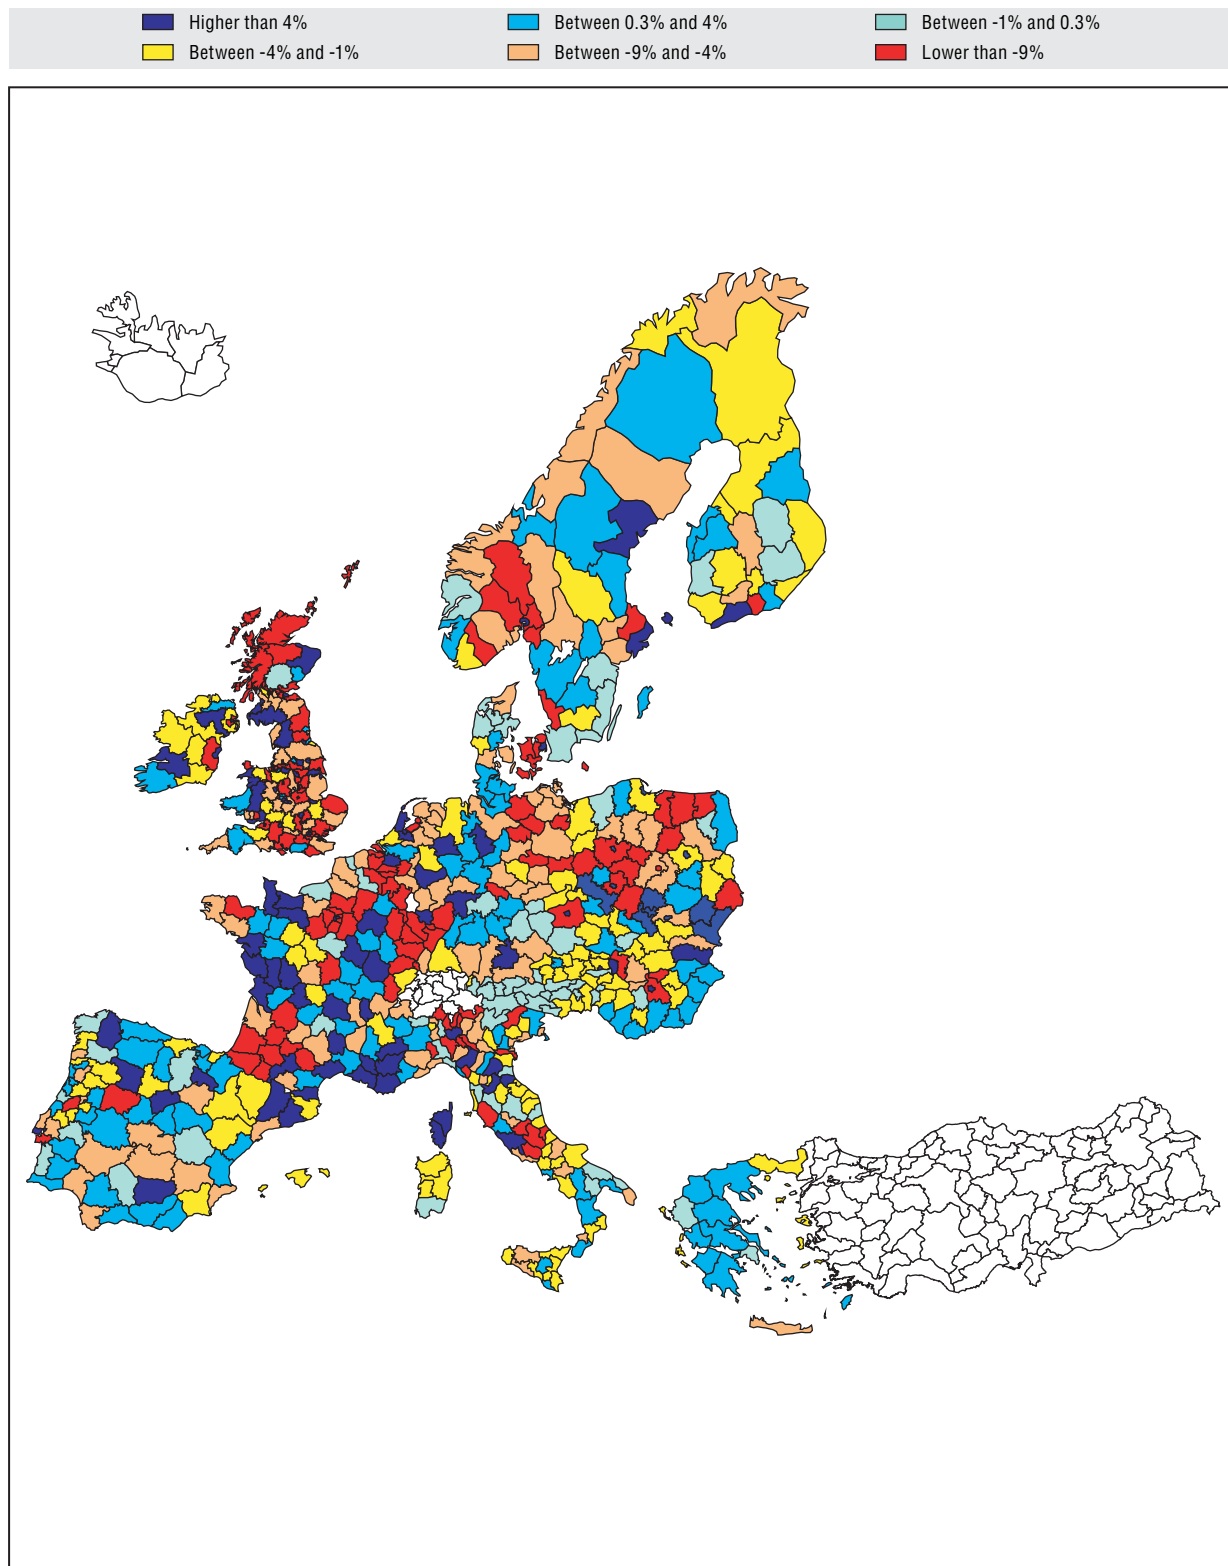 Higher than 4% Between 0.3% and 4% Between -1% and 0.3%
Between -4% and -1% Between -9% and -4% Lower than -9%